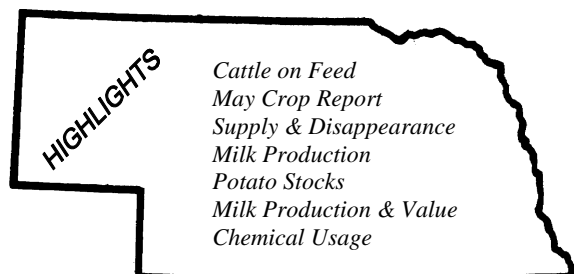 HIGHLIGHTS
Cattle on Feed
May Crop Report
Supply & Disappearance
Milk Production
Potato Stocks
Milk Production & Value
Chemical Usage